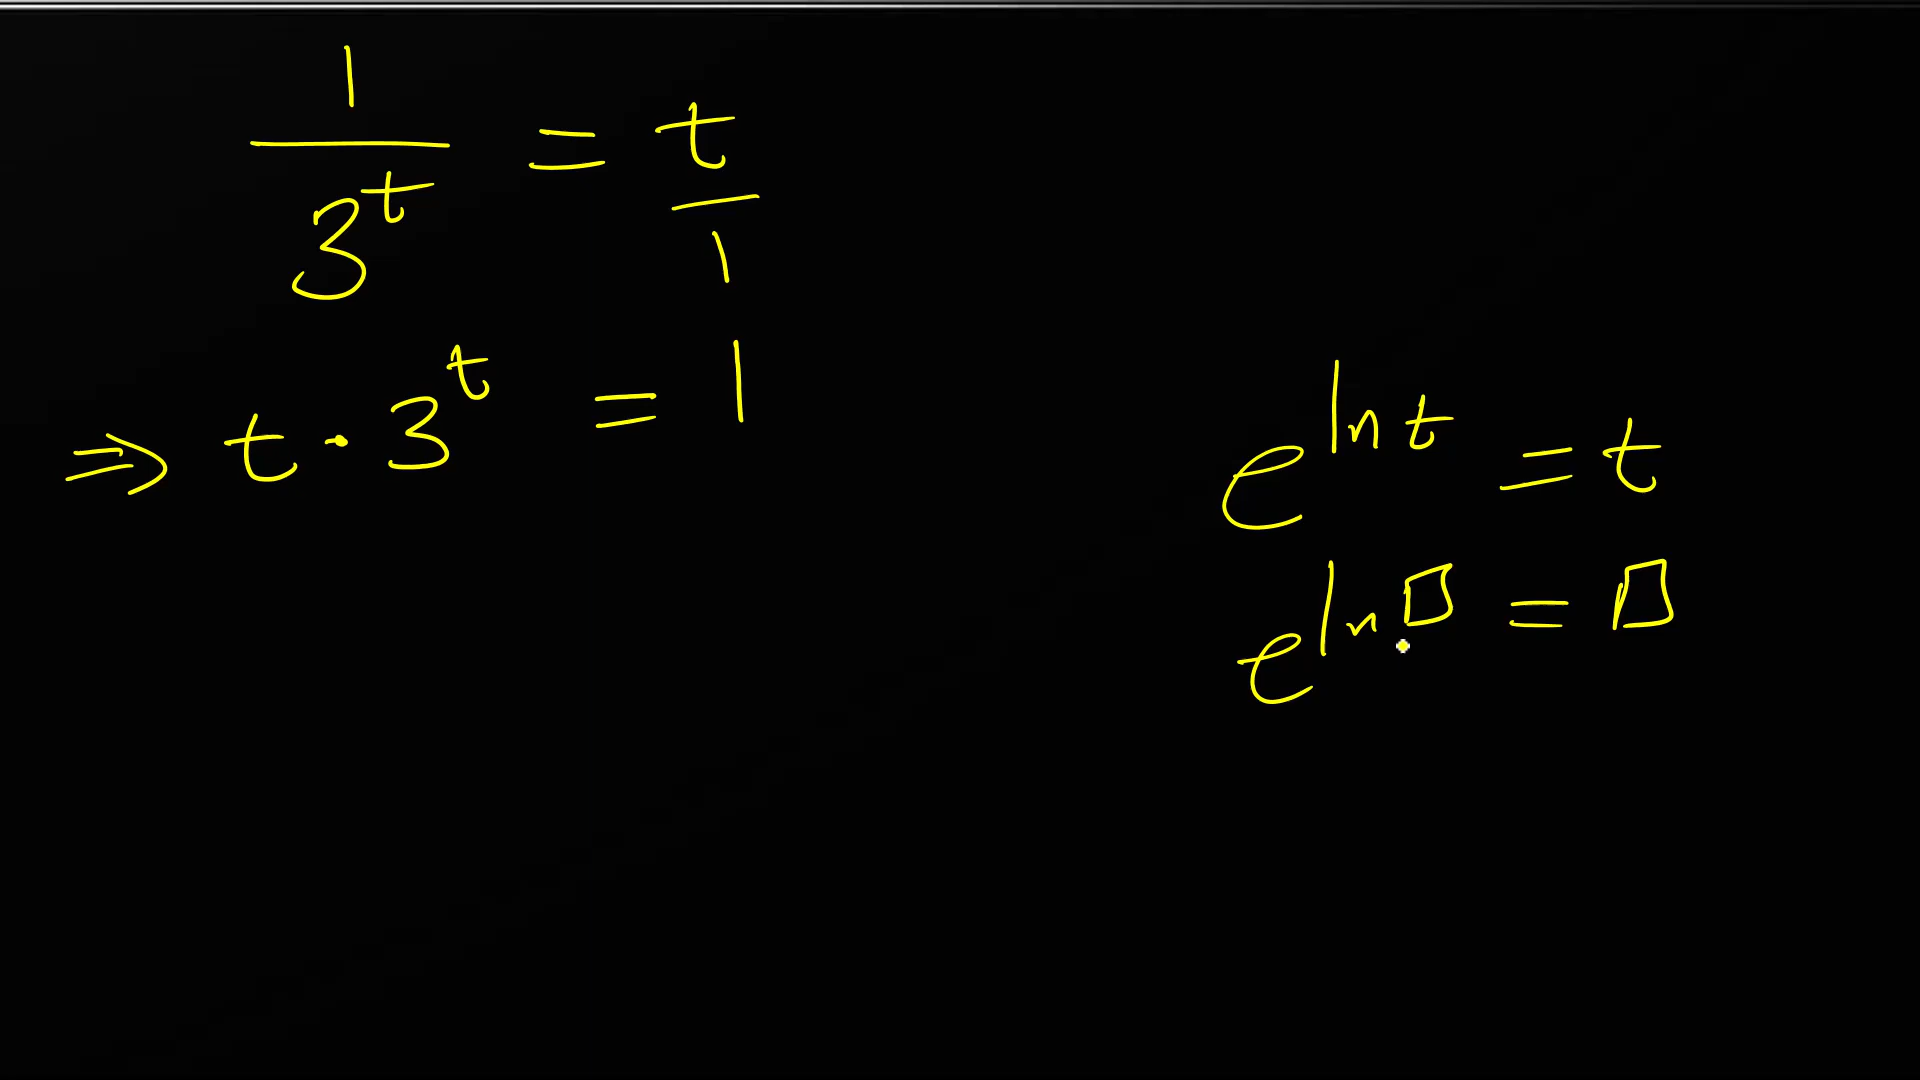 1/3^t = t/1
⇒ t · 3^t = 1
e^{ln t} = t
e^{ln □} = □